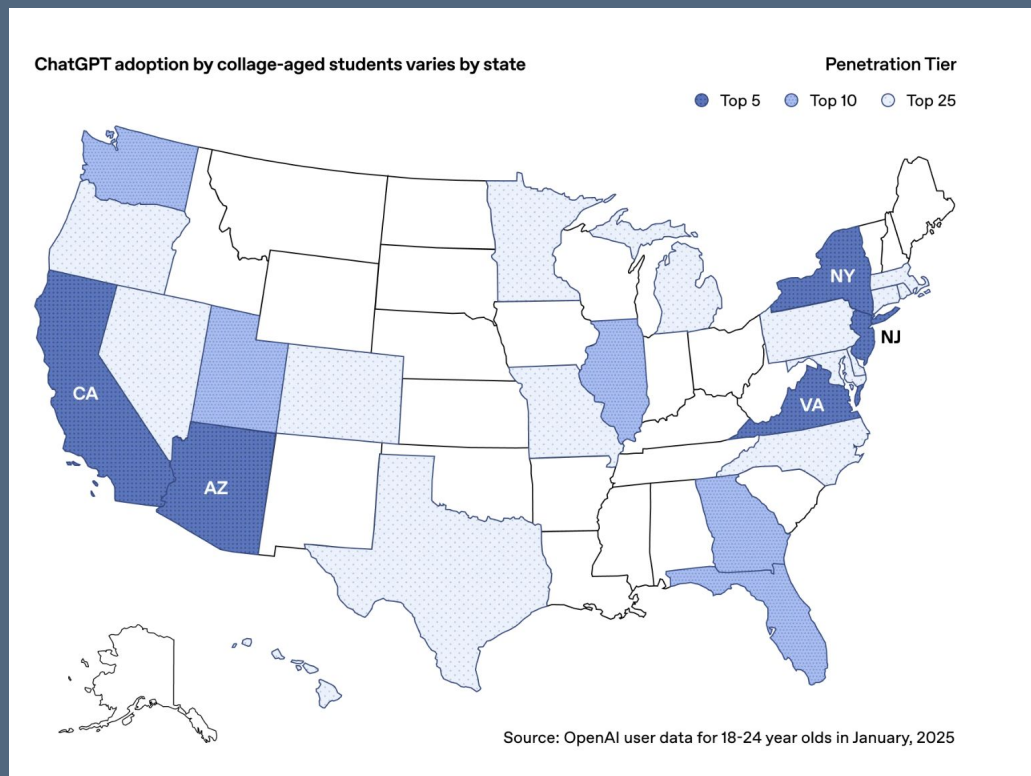 ChatGPT adoption by collage-aged students varies by state
Penetration Tier
Top 5
Top 10
Top 25
NY
NJ
CA
VA
AZ
Source: OpenAI user data for 18-24 year olds in January, 2025